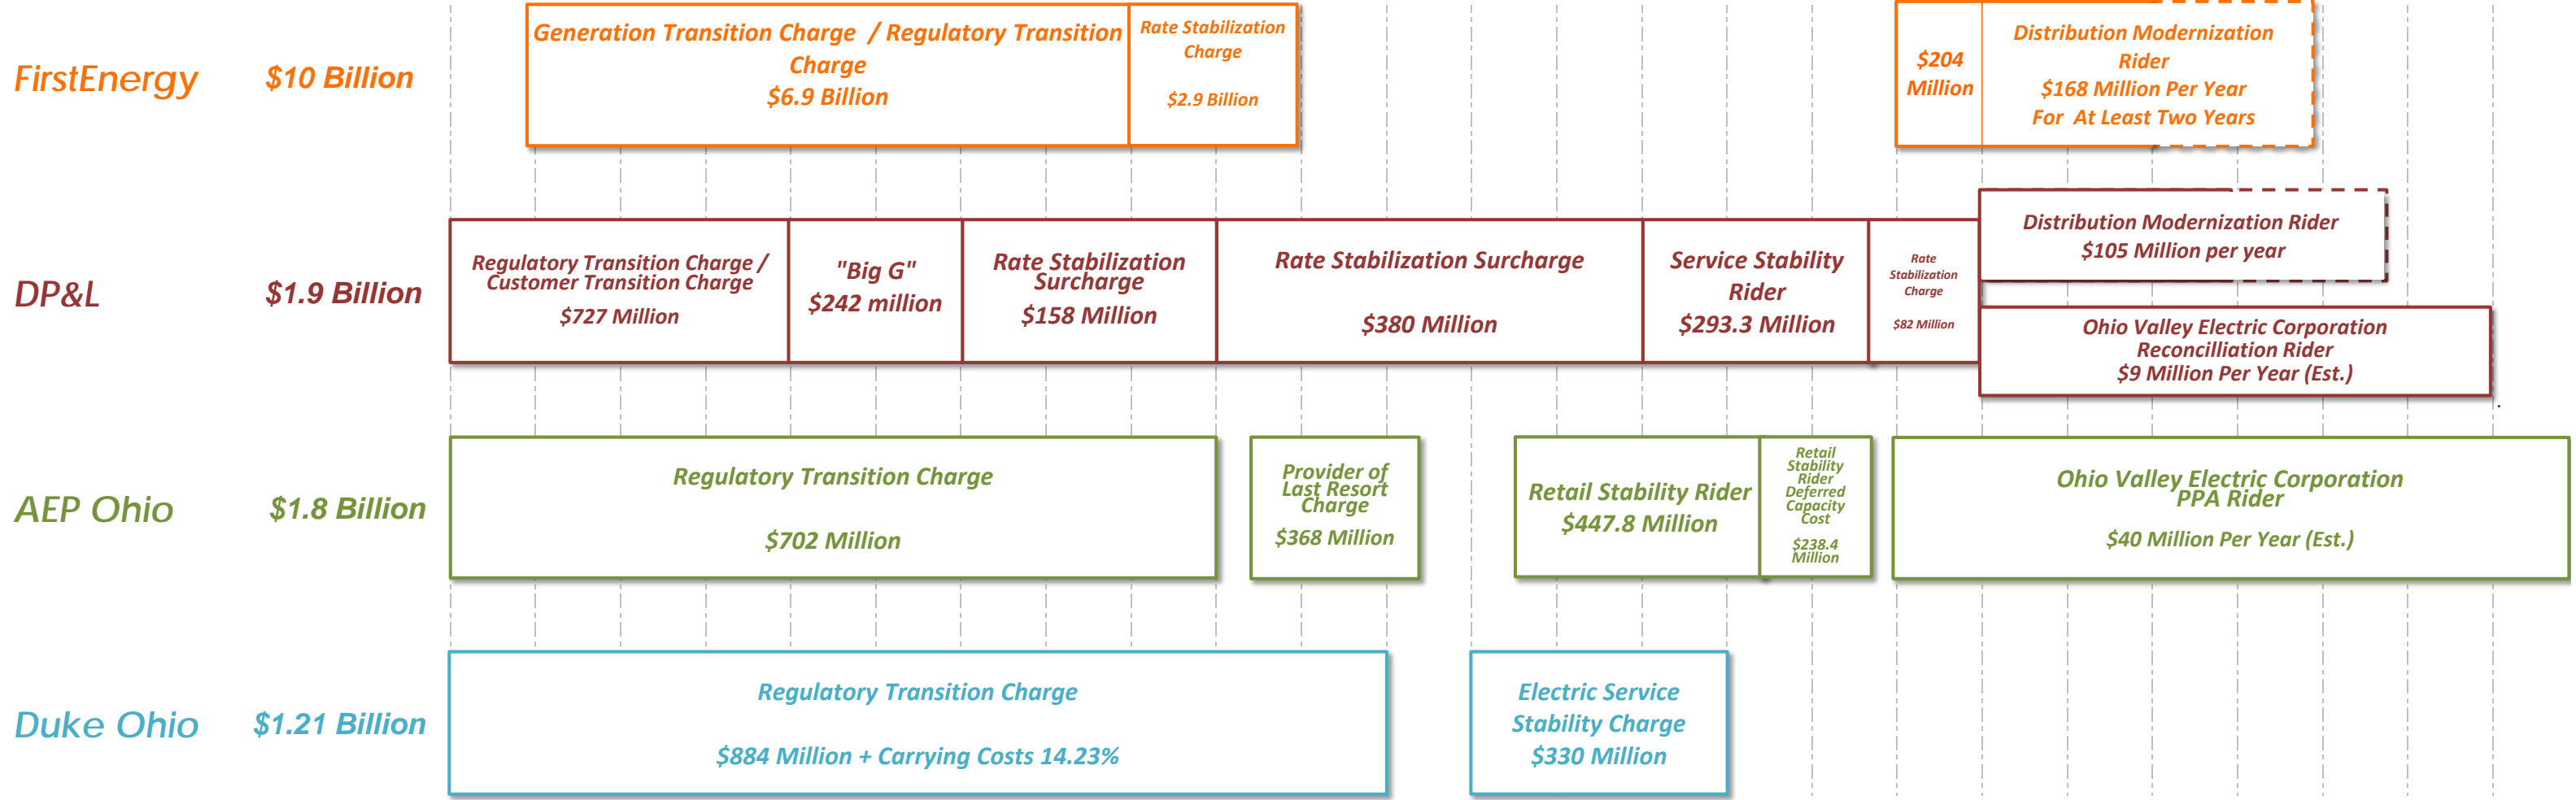 FirstEnergy
$10 Billion
Generation Transition Charge / Regulatory Transition
Charge
$6.9 Billion
Rate Stabilization
Charge
$2.9 Billion
$204
Million
Distribution Modernization
Rider
$168 Million Per Year
For At Least Two Years
DP&L
$1.9 Billion
Regulatory Transition Charge /
Customer Transition Charge
$727 Million
"Big G"
$242 million
Rate Stabilization
Surcharge
$158 Million
Rate Stabilization Surcharge
$380 Million
Service Stability
Rider
$293.3 Million
Rate
Stabilization
Charge
$82 Million
Distribution Modernization Rider
$105 Million per year
Ohio Valley Electric Corporation
Reconcilliation Rider
$9 Million Per Year (Est.)
.
AEP Ohio
$1.8 Billion
Regulatory Transition Charge
$702 Million
Provider of
Last Resort
Charge
$368 Million
Retail Stability Rider
$447.8 Million
Retail
Stability
Rider
Deferred
Capacity
Cost
$238.4
Million
Ohio Valley Electric Corporation
PPA Rider
$40 Million Per Year (Est.)
Duke Ohio
$1.21 Billion
Regulatory Transition Charge
$884 Million + Carrying Costs 14.23%
Electric Service
Stability Charge
$330 Million